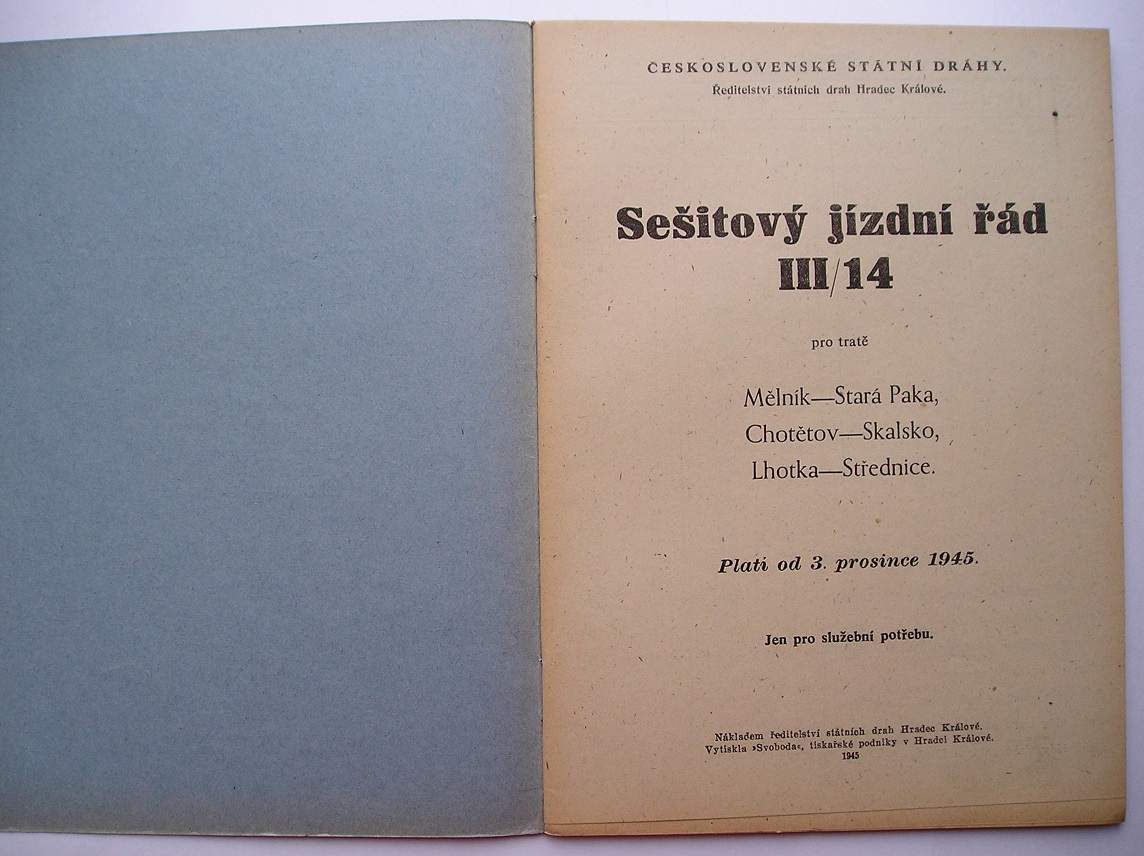 ČESKOSLOVENSKÉ STÁTNÍ DRÁHY.
Ředitelství státních drah Hradec Králové.
Sešitový jízdní řád
III/14
pro tratě
Mělník—Stará Paka,
Chotětov—Skalsko,
Lhotka—Střednice.
Platí od 3. prosince 1945.
Jen pro služební potřebu.
Nákladem ředitelství státních drah Hradec Králové.
Vytiskla »Svoboda«, tiskařské podniky v Hradci Králové.
1945